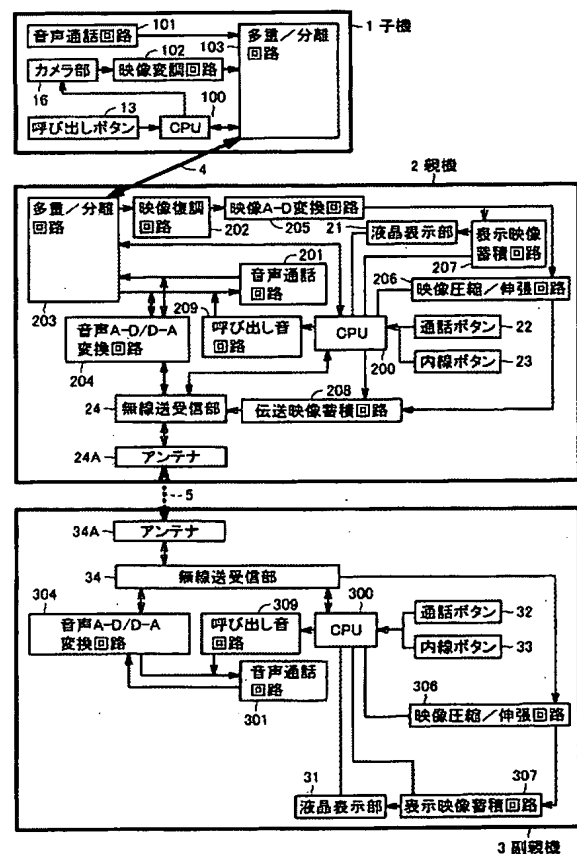 1 子機
101
音声通話回路
102
103
多重／分離
回路
カメラ部
映像変調回路
16
13
100
呼び出しボタン
CPU
4
2 親機
多重／分離
回路
映像復調
回路
202
映像A-D変換回路
205
21
液晶表示部
表示映像
蓄積回路
207
201
音声通話
回路
206
映像圧縮／伸張回路
203
209
音声A-D/D-A
変換回路
204
呼び出し音
回路
CPU
200
通話ボタン
22
内線ボタン
23
208
24
無線送受信部
伝送映像蓄積回路
24A
アンテナ
5
34A
アンテナ
34
無線送受信部
304
音声A-D/D-A
変換回路
309
呼び出し音
回路
300
CPU
通話ボタン
32
内線ボタン
33
音声通話
回路
301
306
映像圧縮／伸張回路
31
307
液晶表示部
表示映像蓄積回路
3 副親機